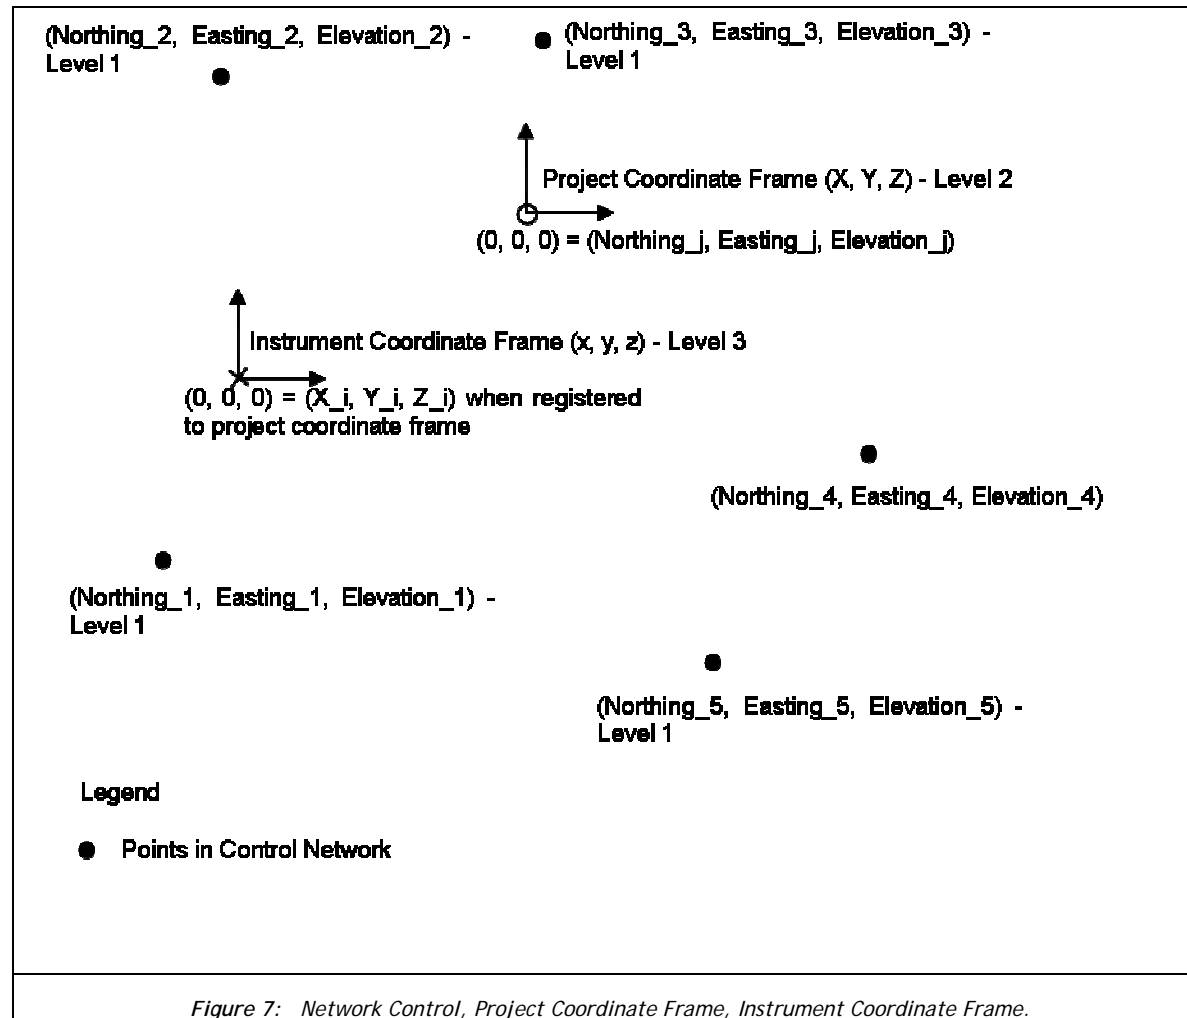 (Northing_2, Easting_2, Elevation_2) -
Level 1
(Northing_3, Easting_3, Elevation_3) -
Level 1
Project Coordinate Frame (X, Y, Z) - Level 2
(0, 0, 0) = (Northing_j, Easting_j, Elevation_j)
Instrument Coordinate Frame (x, y, z) - Level 3
(0, 0, 0) = (X_i, Y_i, Z_i) when registered
to project coordinate frame
(Northing_4, Easting_4, Elevation_4)
(Northing_1, Easting_1, Elevation_1) -
Level 1
(Northing_5, Easting_5, Elevation_5) -
Level 1
Legend
Points in Control Network
Figure 7: Network Control, Project Coordinate Frame, Instrument Coordinate Frame.